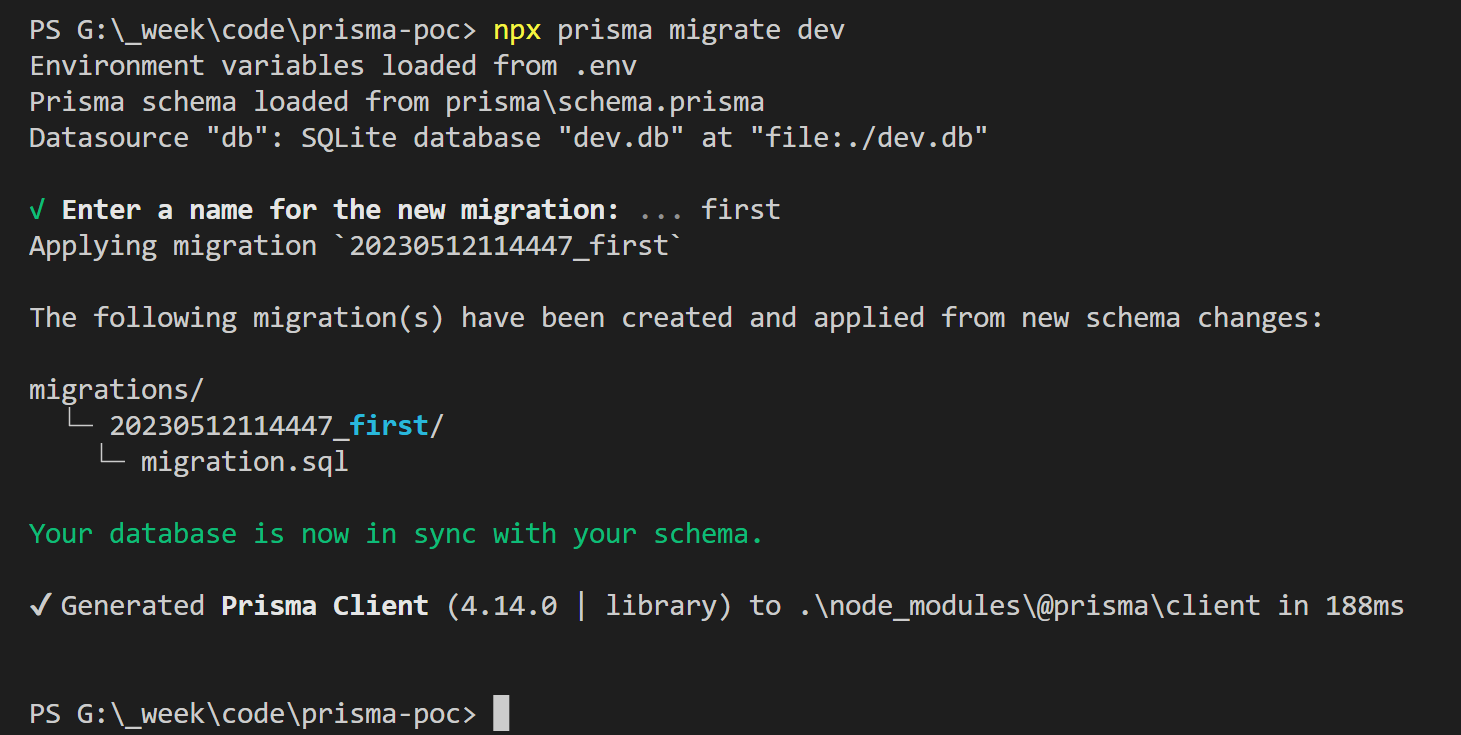 PS G:\_week\code\prisma-poc> npx prisma migrate dev
Environment variables loaded from .env
Prisma schema loaded from prisma\schema.prisma
Datasource "db": SQLite database "dev.db" at "file:./dev.db"
√ Enter a name for the new migration: ... first
Applying migration `20230512114447_first`
The following migration(s) have been created and applied from new schema changes:
migrations/
└─ 20230512114447_first/
└─ migration.sql
Your database is now in sync with your schema.
✔ Generated Prisma Client (4.14.0 | library) to .\node_modules\@prisma\client in 188ms
PS G:\_week\code\prisma-poc>